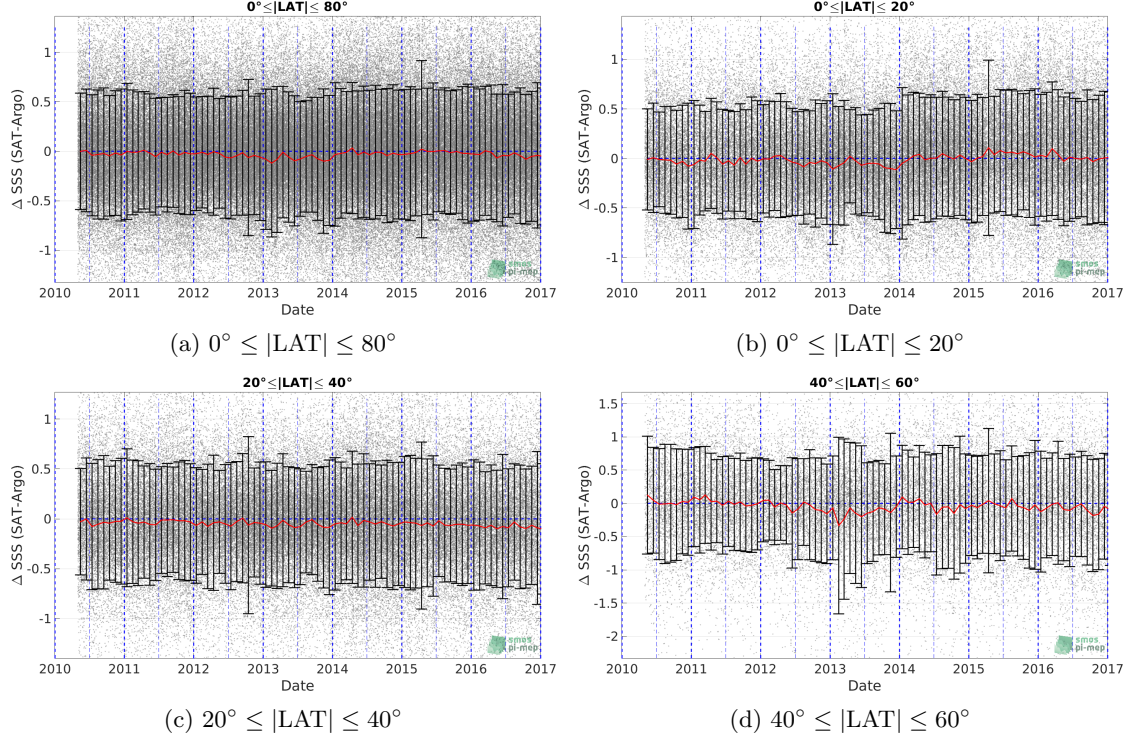 0°≤|LAT|≤ 80°
Δ SSS (SAT-Argo)
1
0.5
0
-0.5
-1
smos
pi-mep
2010 2011 2012 2013 2014 2015 2016 2017
Date
(a) 0° ≤ |LAT| ≤ 80°
0°≤|LAT|≤ 20°
Δ SSS (SAT-Argo)
1
0.5
0
-0.5
-1
smos
pi-mep
2010 2011 2012 2013 2014 2015 2016 2017
Date
(b) 0° ≤ |LAT| ≤ 20°
20°≤|LAT|≤ 40°
Δ SSS (SAT-Argo)
1
0.5
0
-0.5
-1
smos
pi-mep
2010 2011 2012 2013 2014 2015 2016 2017
Date
(c) 20° ≤ |LAT| ≤ 40°
40°≤|LAT|≤ 60°
Δ SSS (SAT-Argo)
1.5
1
0.5
0
-0.5
-1
-1.5
-2
smos
pi-mep
2010 2011 2012 2013 2014 2015 2016 2017
Date
(d) 40° ≤ |LAT| ≤ 60°